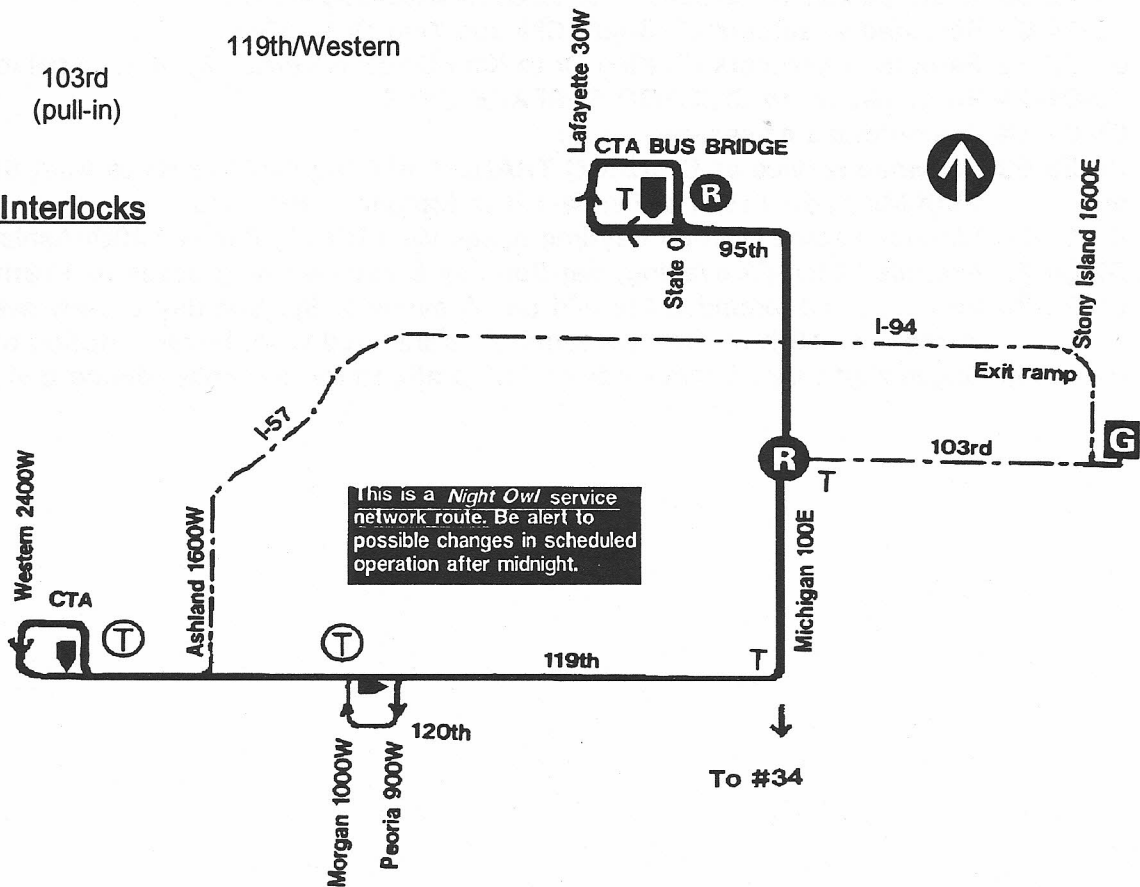 119th/Western
103rd
(pull-in)
Interlocks
Lafayette 30W
CTA BUS BRIDGE
T
R
State 0
95th
Stony Island 1600E
I-94
Exit ramp
I-57
R
T
103rd
G
This is a Night Owl service
network route. Be alert to
possible changes in scheduled
operation after midnight.
Western 2400W
CTA
T
Ashland 1600W
T
119th
T
Michigan 100E
Morgan 1000W
Peoria 900W
120th
To #34